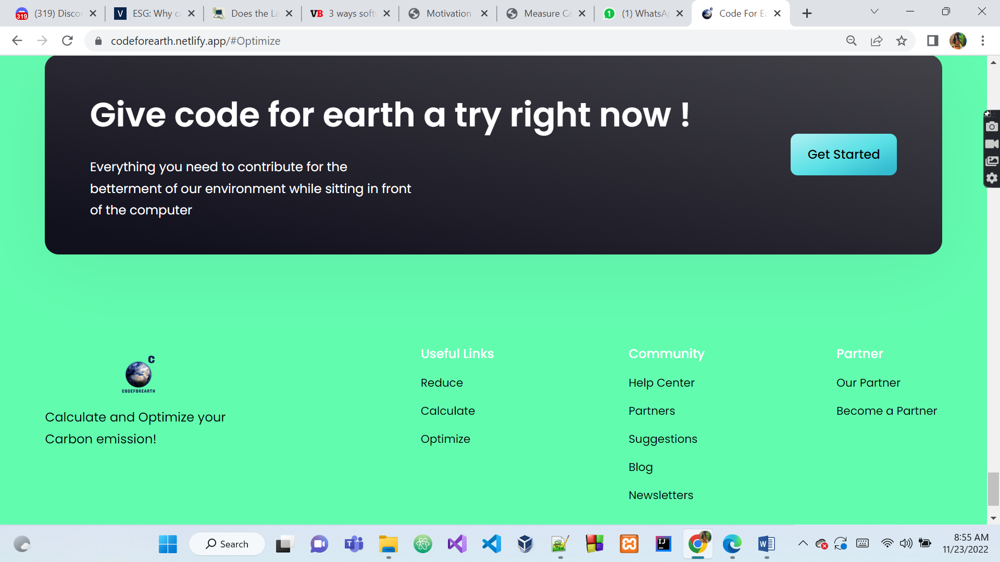 (319) Discor
ESG: Why ca
Does the La
VB 3 ways softw
Motivation
Measure Ca
(1) WhatsAp
Code For Ea
codeforearth.netlify.app/#Optimize
Give code for earth a try right now !
Get Started
Everything you need to contribute for the
betterment of our environment while sitting in front
of the computer
C
CODEFOREARTH
Calculate and Optimize your
Carbon emission!
Useful Links
Reduce
Calculate
Optimize
Community
Help Center
Partners
Suggestions
Blog
Newsletters
Partner
Our Partner
Become a Partner
Search
8:55 AM
11/23/2022